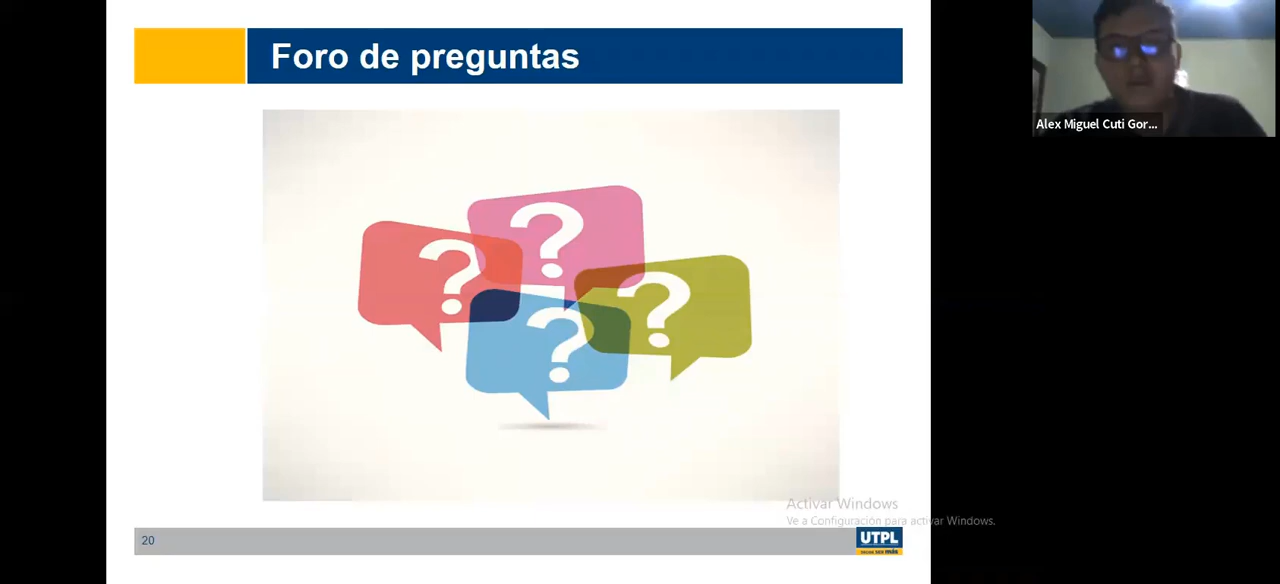 Foro de preguntas
Alex Miguel Cuti Gor...
? ? ? ?
Activar Windows
Ve a Configuración para activar Windows.
20
UTPL